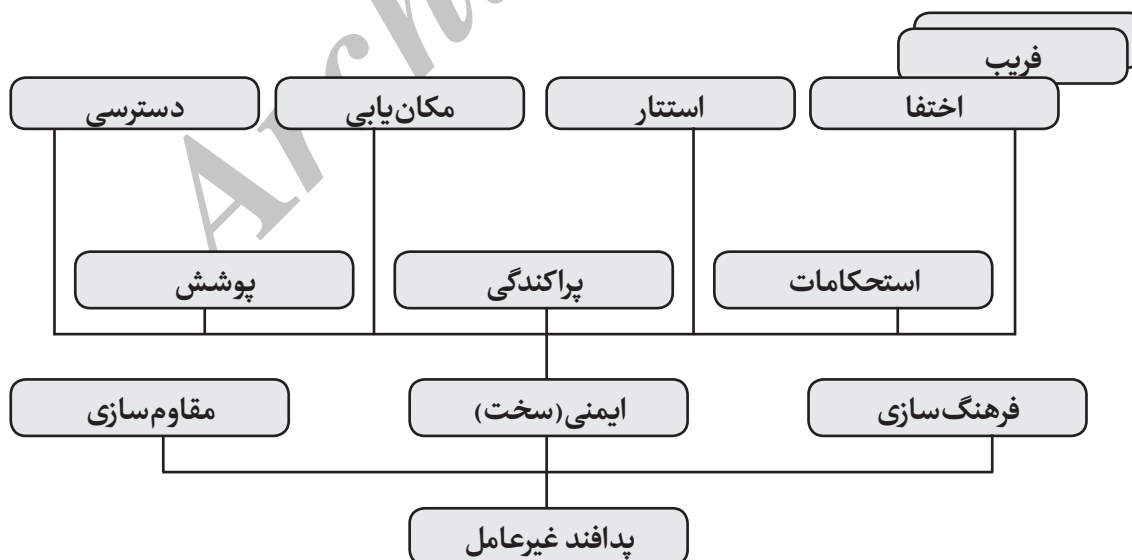 فریب
اختفا
استتار
مکان‌یابی
دسترسی
استحکامات
پراکندگی
پوشش
فرهنگ‌سازی
ایمنی(سخت)
مقاوم‌سازی
پدافند غیرعامل